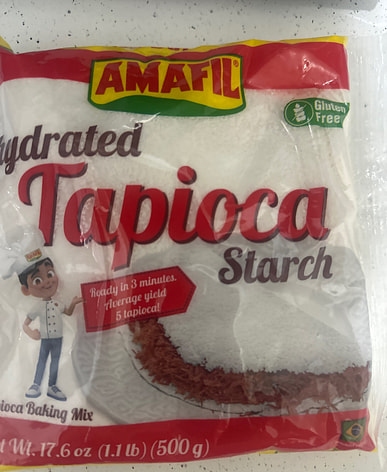 AMAFIL
Gluten
Free
ydrated
Tapioca
Starch
Ready in 3 minutes.
Average yield
5 tapioca!
ioca Baking Mix
t Wt. 17.6 oz (1.1 lb) (500 g)